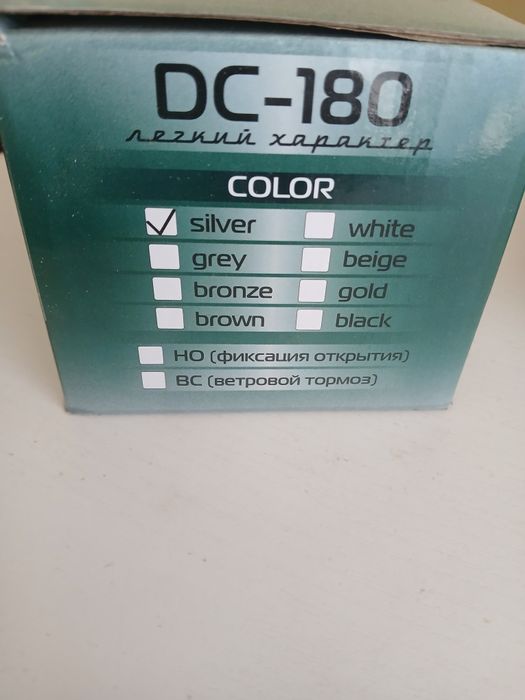 DC-180
легкий характер
COLOR
silver white
grey beige
bronze gold
brown black
HO (фиксация открытия)
BC (ветровой тормоз)